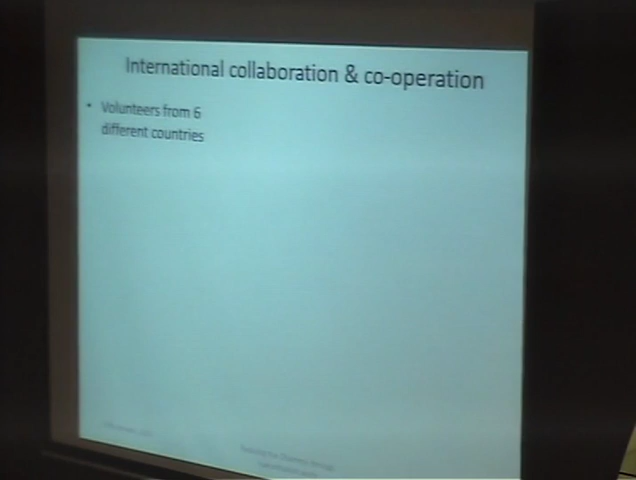 International collaboration & co-operation
• Volunteers from 6
different countries